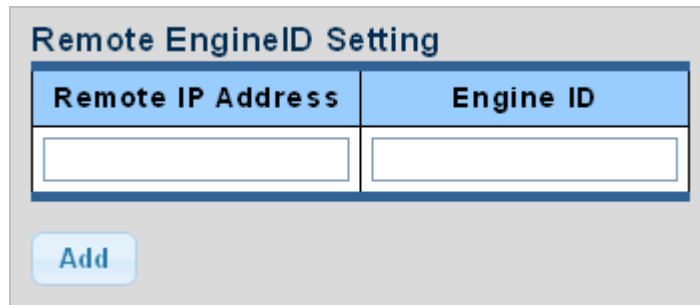 Remote EngineID Setting
Remote IP Address Engine ID
Add